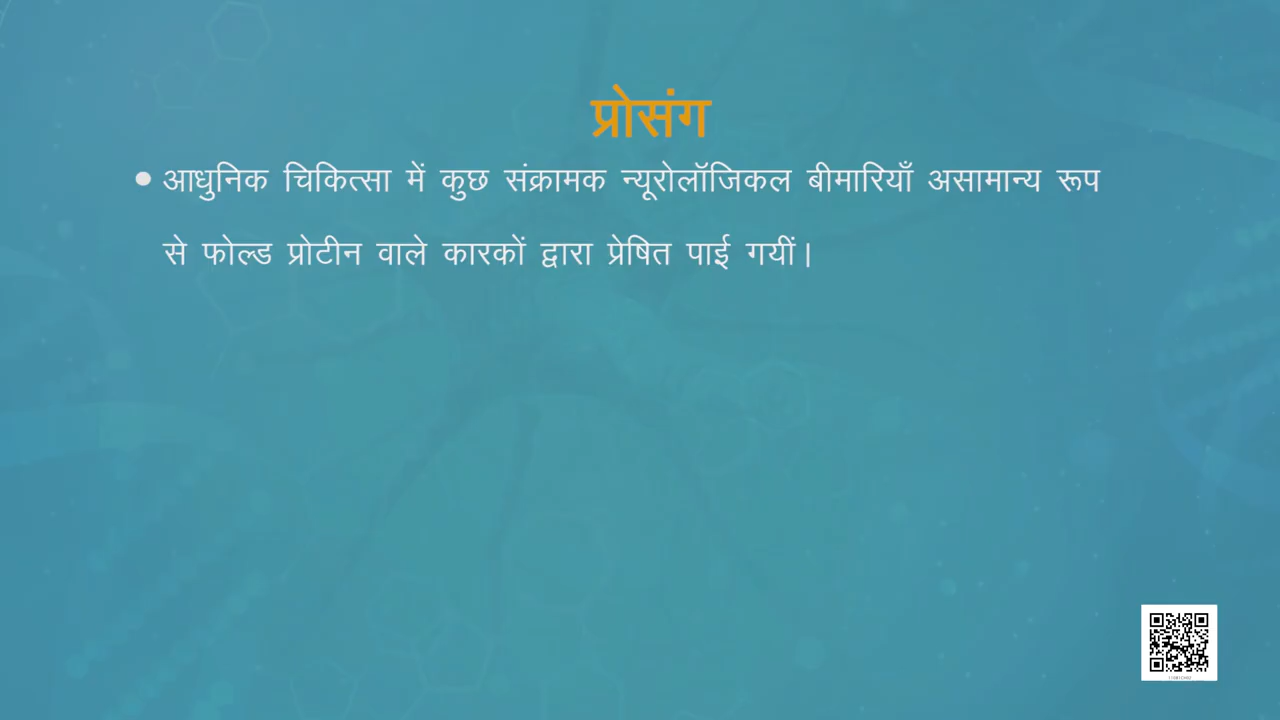 प्रोसंग
• आधुनिक चिकित्सा में कुछ संक्रामक न्यूरोलॉजिकल बीमारियाँ असामान्य रूप
से फोल्ड प्रोटीन वाले कारकों द्वारा प्रेषित पाई गयीं।